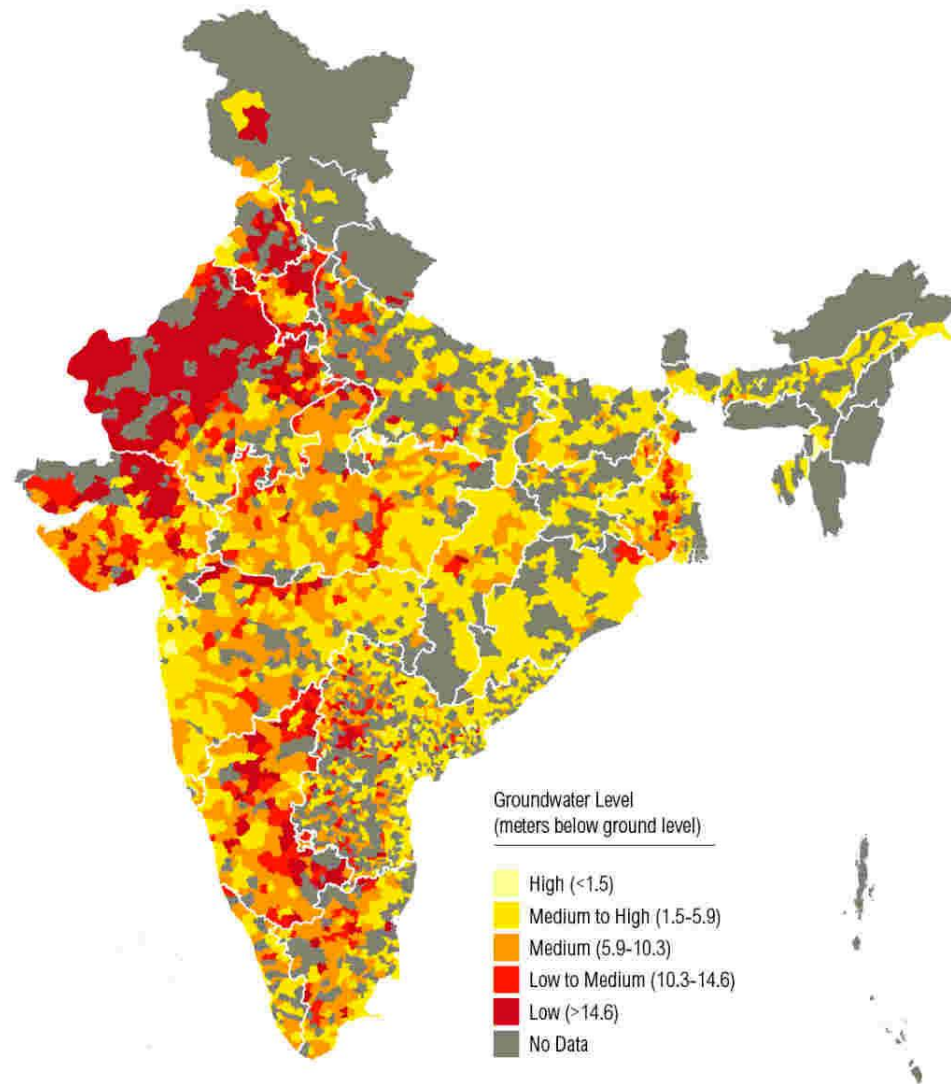 Groundwater Level
(meters below ground level)
High (<1.5)
Medium to High (1.5-5.9)
Medium (5.9-10.3)
Low to Medium (10.3-14.6)
Low (>14.6)
No Data